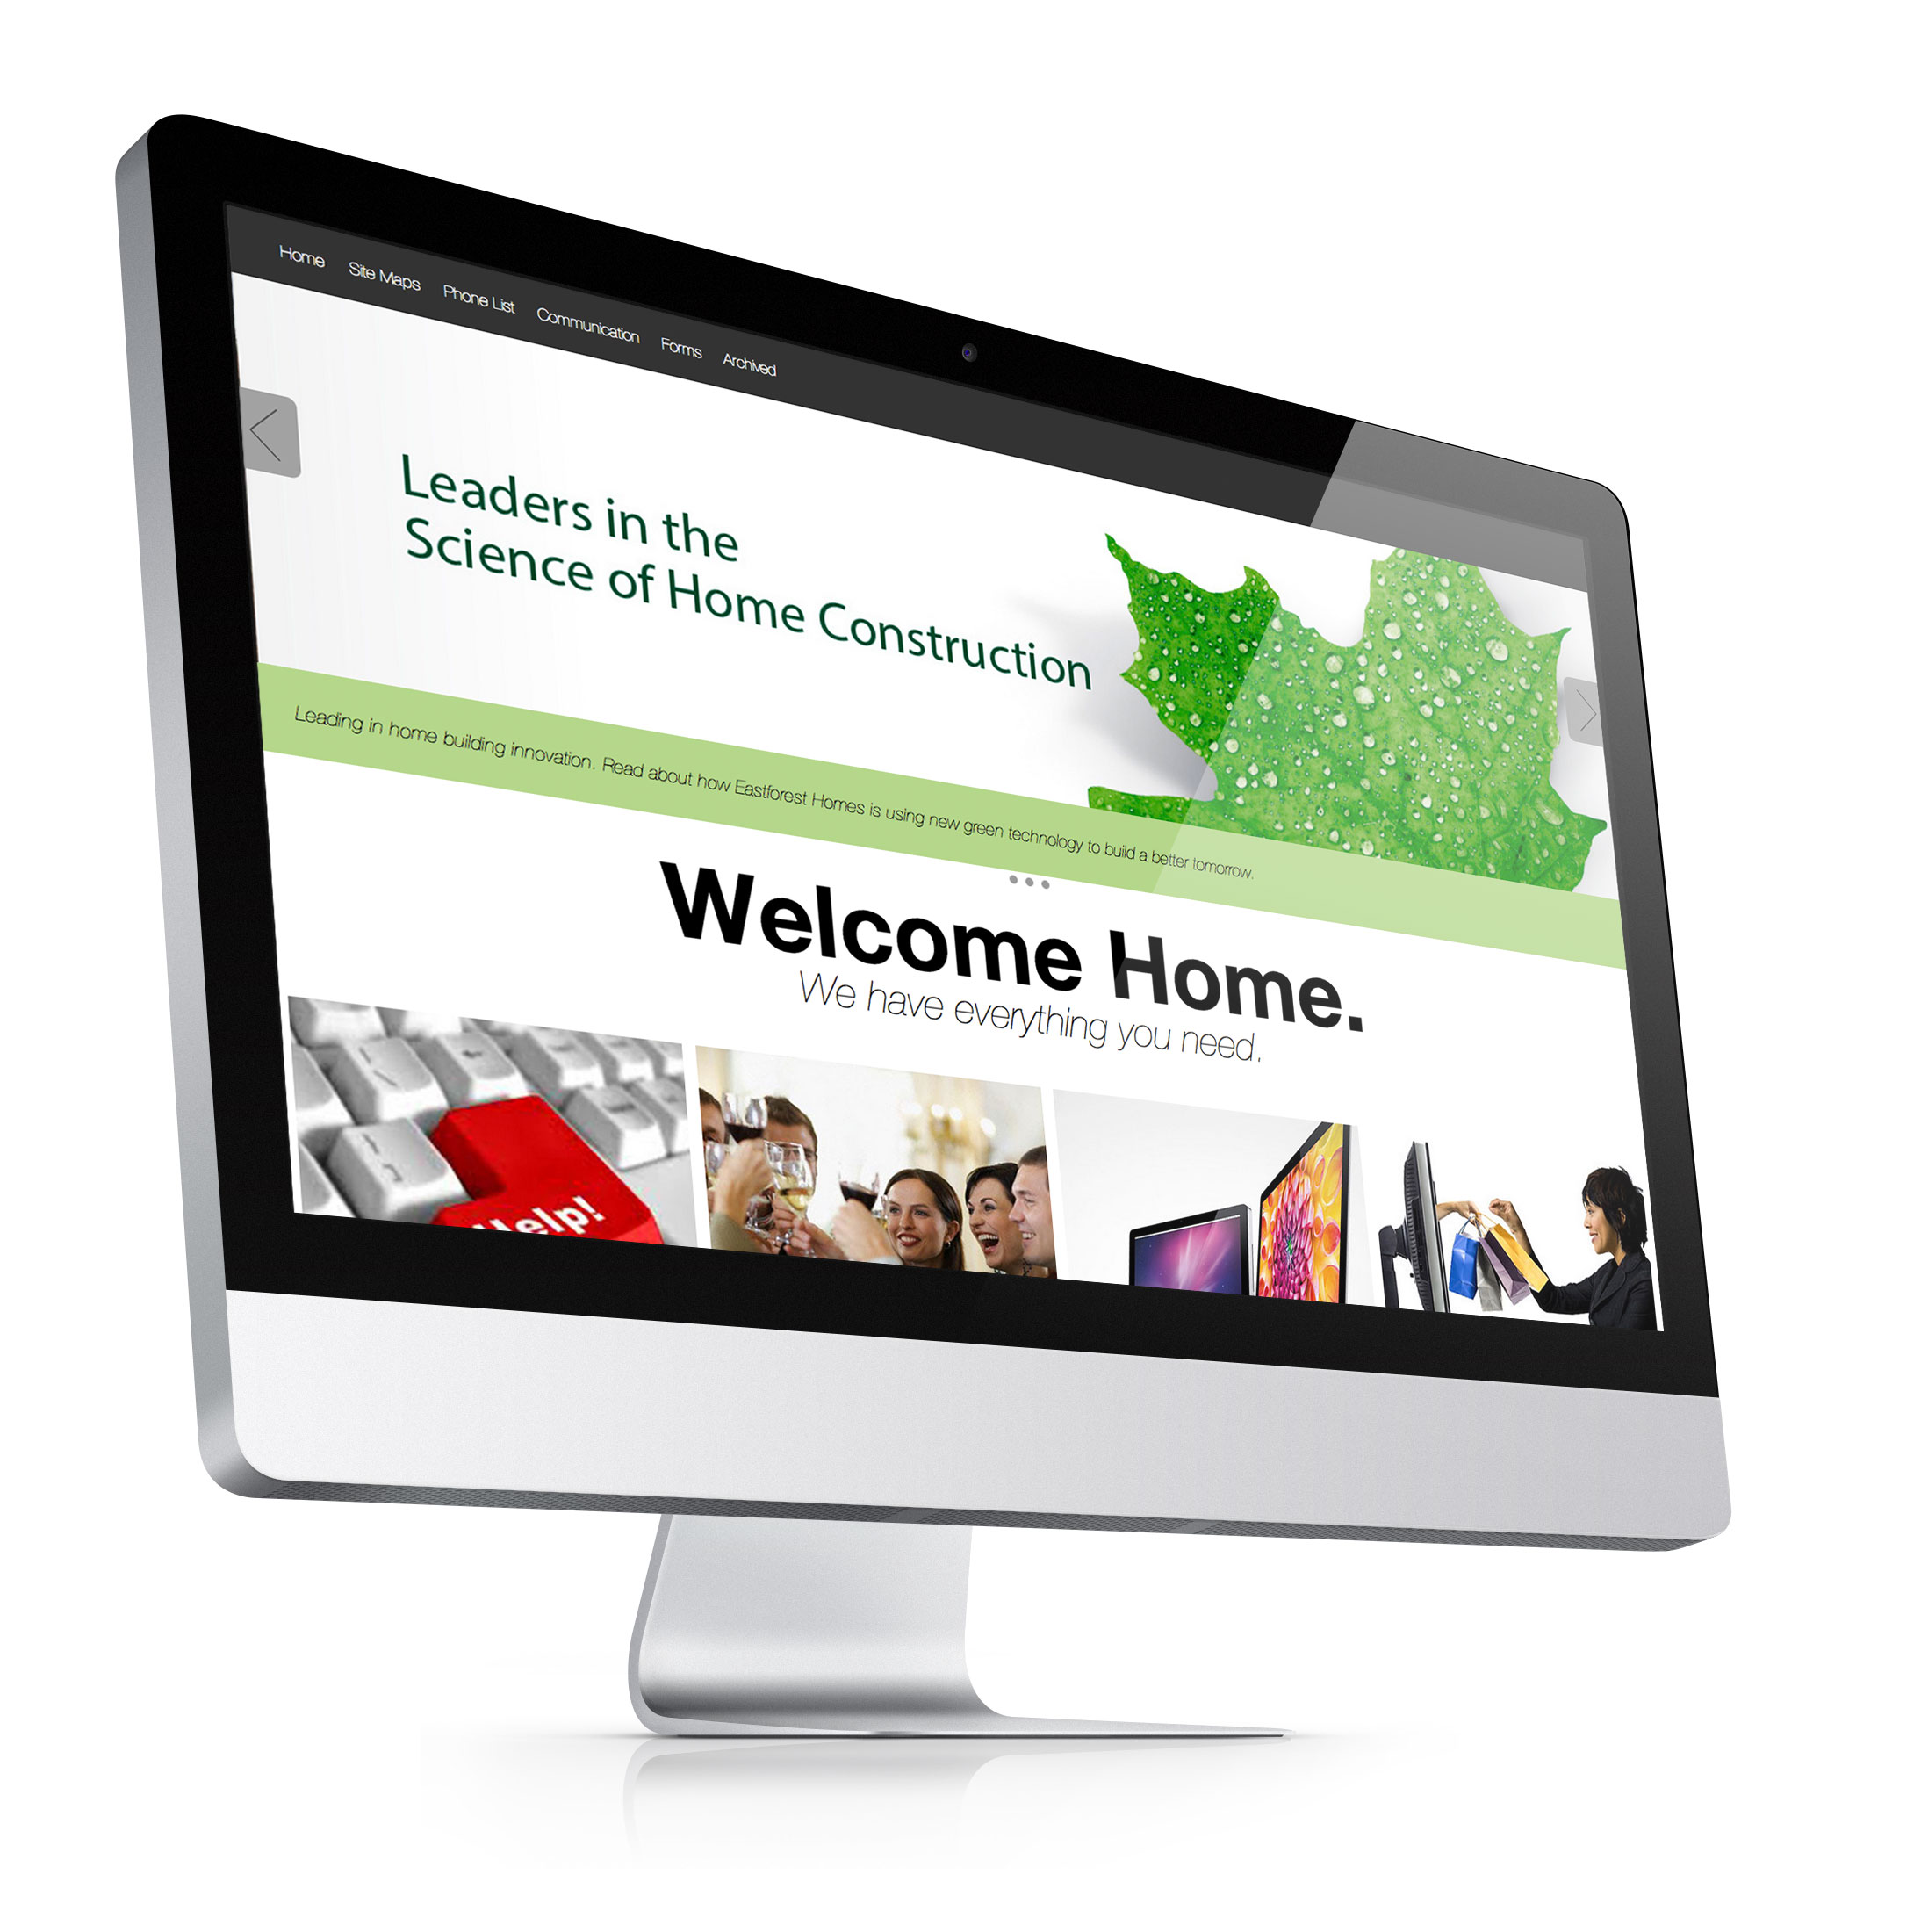 Home Site Maps Phone List Communication Forms Archived
Leaders in the
Science of Home Construction
Leading in home building innovation. Read about how Eastforest Homes is using new green technology to build a better tomorrow.
Welcome Home.
We have everything you need.
Help!